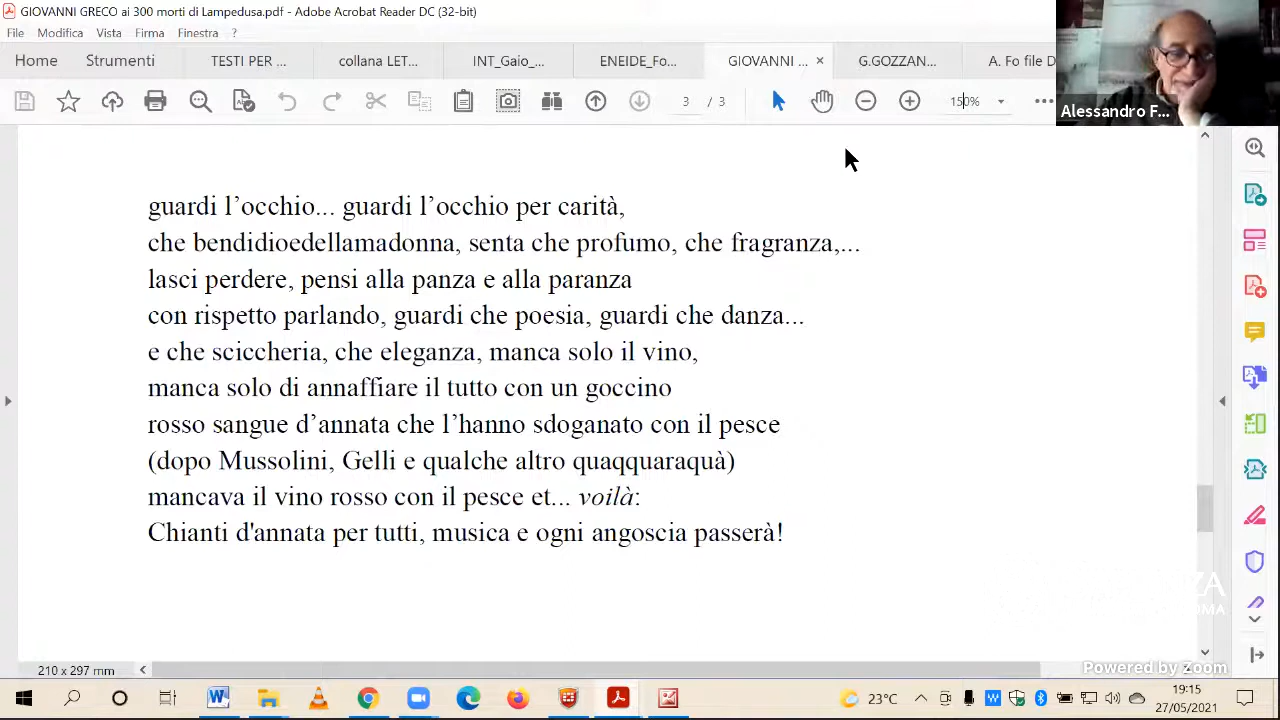 GIOVANNI GRECO ai 300 morti di Lampedusa.pdf - Adobe Acrobat Reader DC (32-bit)
File Modifica Vista Firma Finestra ?
Home Strumenti TESTI PER ... collana LET... INT_Gaio_... ENEIDE_Fo... GIOVANNI ... × G.GOZZAN... A. Fo file D
3 / 3 150%
Alessandro F...
guardi l’occhio... guardi l’occhio per carità,
che bendidioedellamadonna, senta che profumo, che fragranza,...
lasci perdere, pensi alla panza e alla paranza
con rispetto parlando, guardi che poesia, guardi che danza...
e che sciccheria, che eleganza, manca solo il vino,
manca solo di annaffiare il tutto con un goccino
rosso sangue d’annata che l’hanno sdoganato con il pesce
(dopo Mussolini, Gelli e qualche altro quaqquaraquà)
mancava il vino rosso con il pesce et... voilà:
Chianti d'annata per tutti, musica e ogni angoscia passerà!
210 x 297 mm
Powered by Zoom
23°C
19:15
27/05/2021